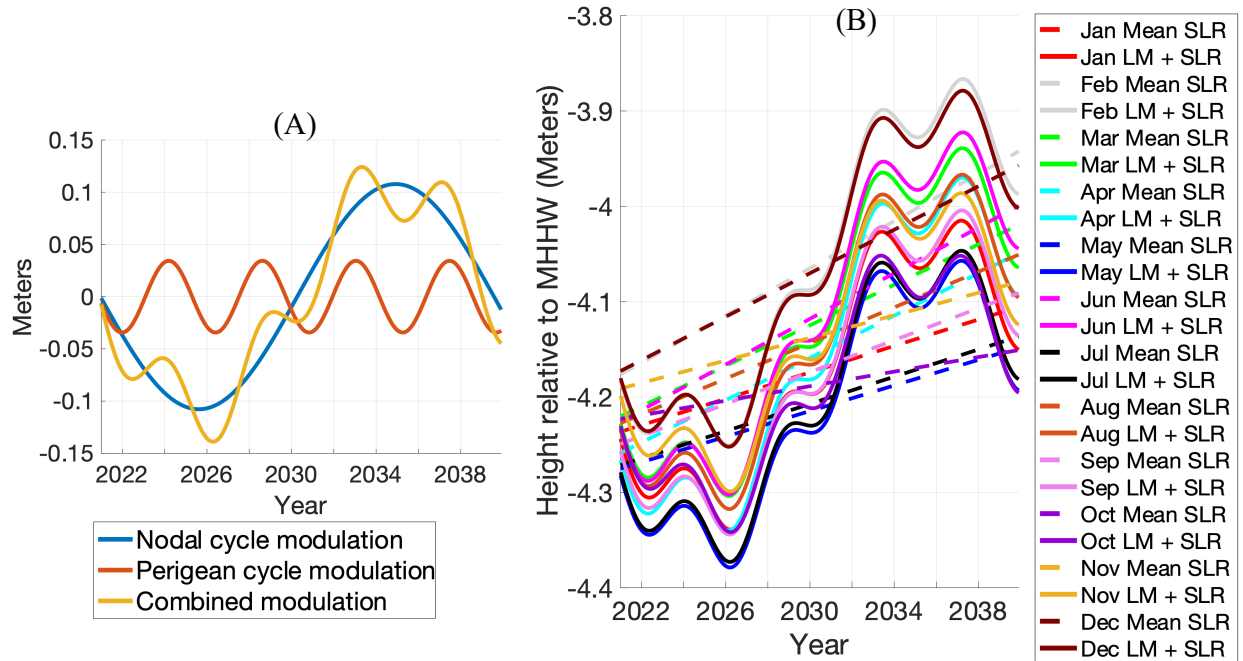 (A)
0.15
0.1
0.05
0
-0.05
-0.1
-0.15
Meters
2022 2026 2030 2034 2038
Year
Nodal cycle modulation
Perigean cycle modulation
Combined modulation
(B)
-3.8
-3.9
-4
-4.1
-4.2
-4.3
-4.4
Height relative to MHHW (Meters)
2022 2026 2030 2034 2038
Year
Jan Mean SLR
Jan LM + SLR
Feb Mean SLR
Feb LM + SLR
Mar Mean SLR
Mar LM + SLR
Apr Mean SLR
Apr LM + SLR
May Mean SLR
May LM + SLR
Jun Mean SLR
Jun LM + SLR
Jul Mean SLR
Jul LM + SLR
Aug Mean SLR
Aug LM + SLR
Sep Mean SLR
Sep LM + SLR
Oct Mean SLR
Oct LM + SLR
Nov Mean SLR
Nov LM + SLR
Dec Mean SLR
Dec LM + SLR